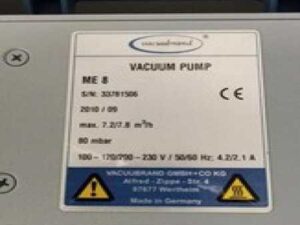 vacuubrand
VACUUM PUMP
ME 8
S/N: 33781506
2010 / 09
max. 7.2/7.8 m³/h
80 mbar
CE
100 - 120/200 - 230 V / 50/60 Hz; 4.2/2.1 A
VACUUBRAND GMBH + CO KG
Alfred - Zippe - Str. 4
97877 Wertheim
Made in Germany